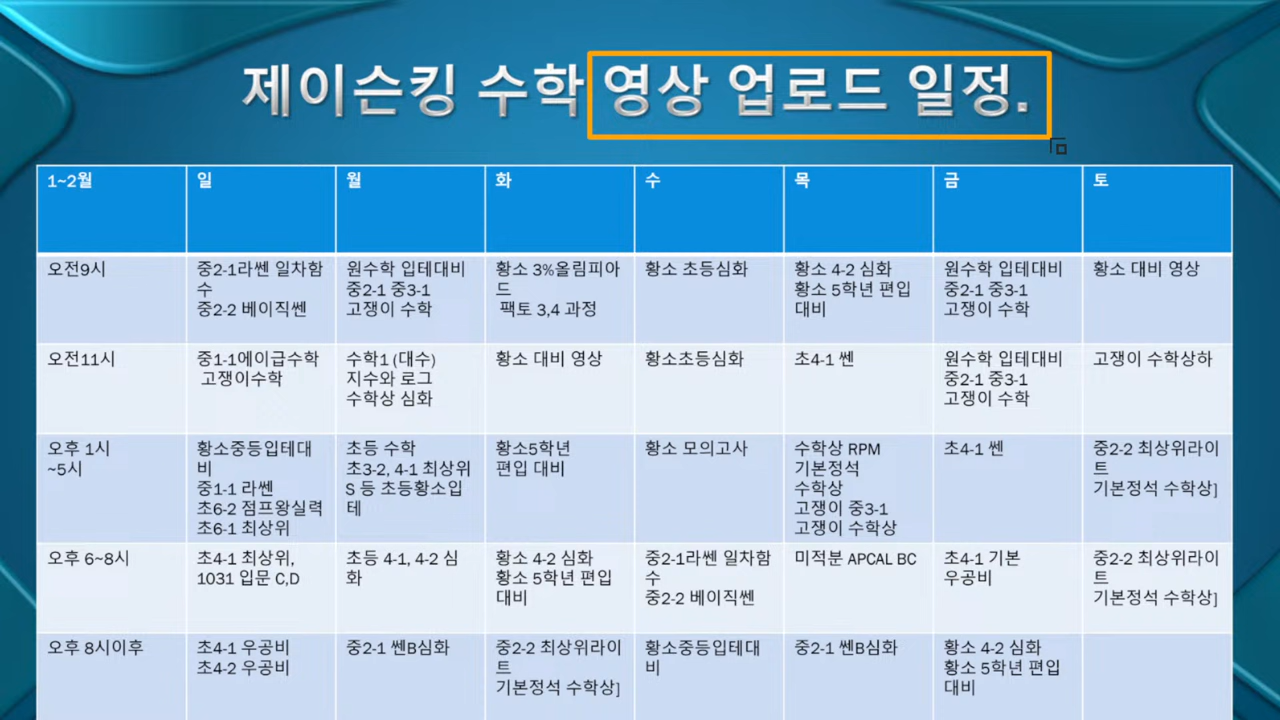 제이슨킹 수학 영상 업로드 일정.
1~2월 일 월 화 수 목 금 토
오전9시
중2-1라쎈 일차함
수
중2-2 베이직쎈
원수학 입테대비
중2-1 중3-1
고쟁이 수학
황소 3%올림피아
드
팩토 3,4 과정
황소 초등심화
황소 4-2 심화
황소 5학년 편입
대비
원수학 입테대비
중2-1 중3-1
고쟁이 수학
황소 대비 영상
오전11시
중1-1에이급수학
고쟁이수학
수학1 (대수)
지수와 로그
수학상 심화
황소 대비 영상
황소초등심화
초4-1 쎈
원수학 입테대비
중2-1 중3-1
고쟁이 수학
고쟁이 수학상하
오후 1시
~5시
황소중등입테대
비
중1-1 라쎈
초6-2 점프왕실력
초6-1 최상위
초등 수학
초3-2, 4-1 최상위
S 등 초등황소입
테
황소5학년
편입 대비
황소 모의고사
수학상 RPM
기본정석
수학상
고쟁이 중3-1
고쟁이 수학상
초4-1 쎈
중2-2 최상위라이
트
기본정석 수학상]
오후 6~8시
초4-1 최상위,
1031 입문 C,D
초등 4-1, 4-2 심
화
황소 4-2 심화
황소 5학년 편입
대비
중2-1라쎈 일차함
수
중2-2 베이직쎈
미적분 APCAL BC
초4-1 기본
우공비
중2-2 최상위라이
트
기본정석 수학상]
오후 8시이후
초4-1 우공비
초4-2 우공비
중2-1 쎈B심화
중2-2 최상위라이
트
기본정석 수학상]
황소중등입테대
비
중2-1 쎈B심화
황소 4-2 심화
황소 5학년 편입
대비